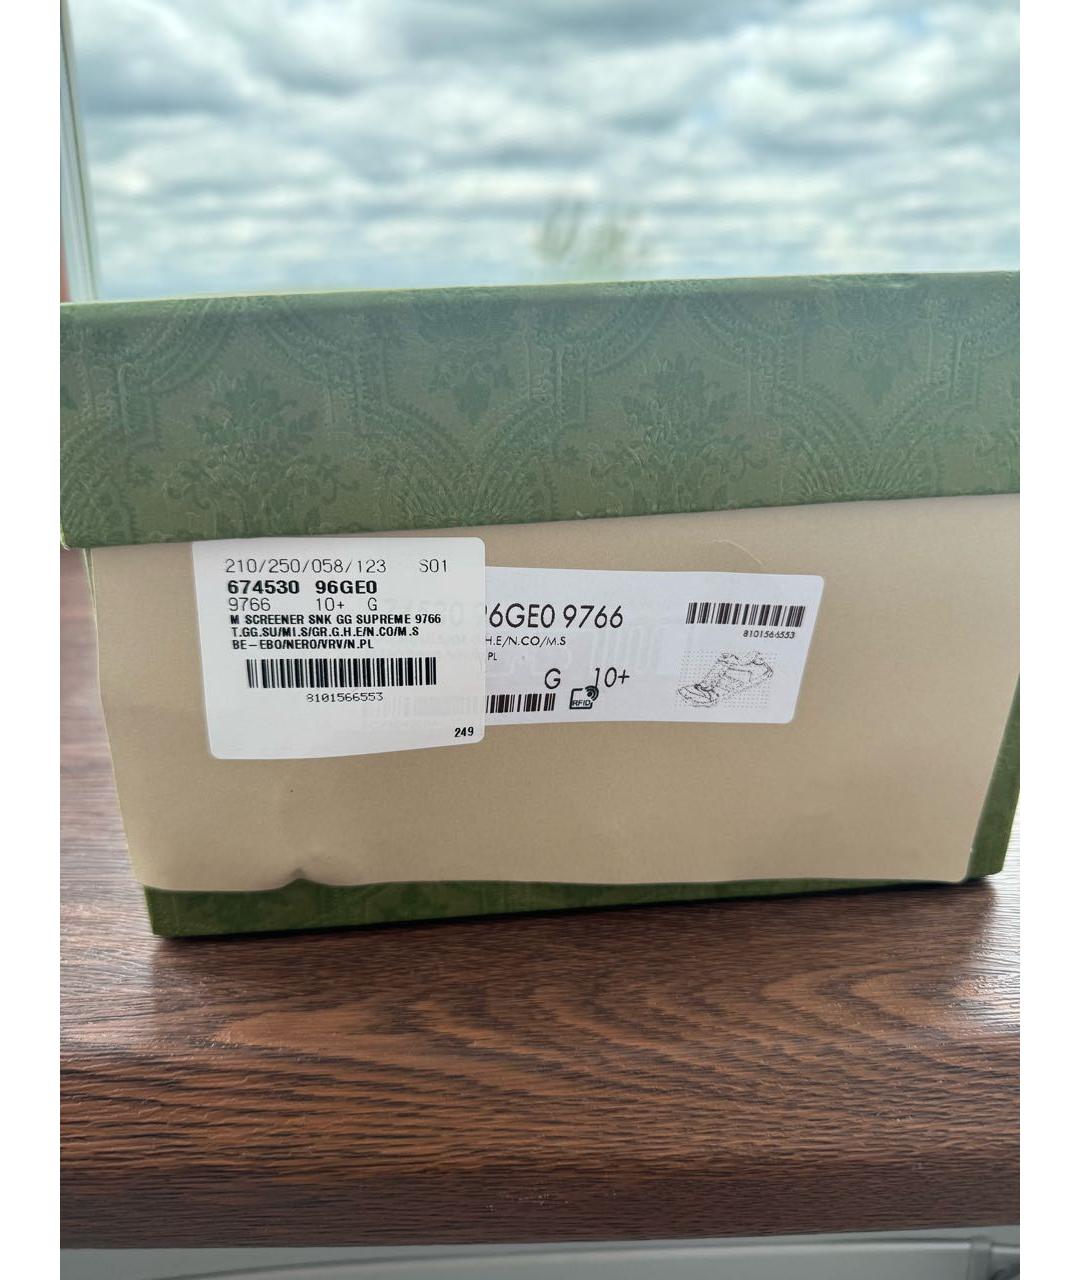 210/250/058/123 S01
674530 96GE0
9766 10+ G
M SCREENER SNK GG SUPREME 9766
T.GG.SU/MI.S/GR.G.H.E/N.CO/M.S
BE-EBO/NERO/VRV/N.PL
8101566553
249
96GE0 9766
H.E/N.CO/M.S
PL
G 10+
RFID
8101566553